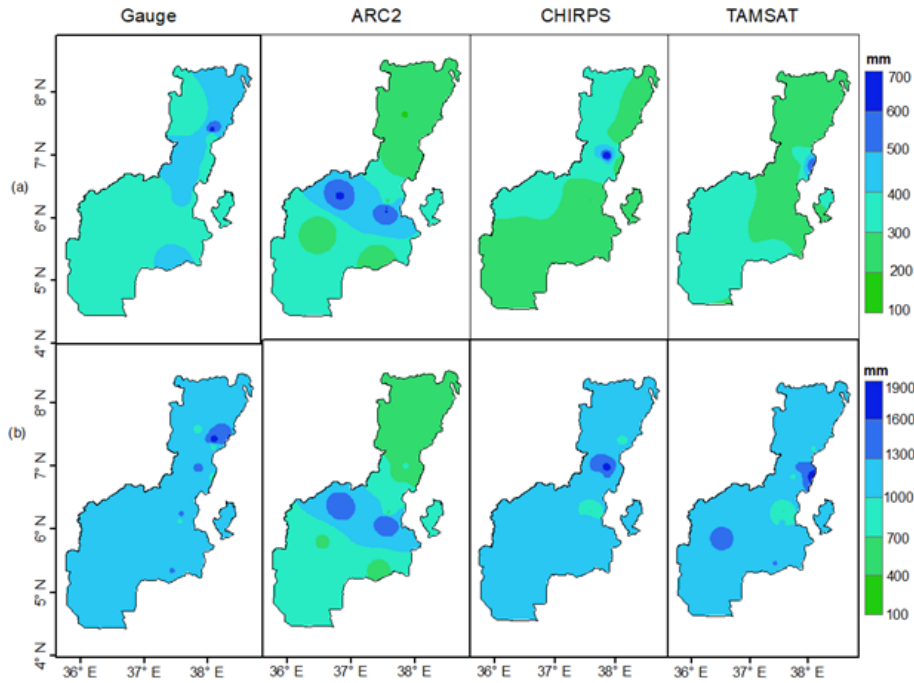 Gauge ARC2 CHIRPS TAMSAT
mm
700
600
500
400
300
200
100
8° N
7° N
(a)
6° N
5° N
4° N
mm
1900
1600
1300
1000
700
400
100
8° N
(b)
7° N
6° N
5° N
4° N
36° E 37° E 38° E 36° E 37° E 38° E 36° E 37° E 38° E 36° E 37° E 38° E